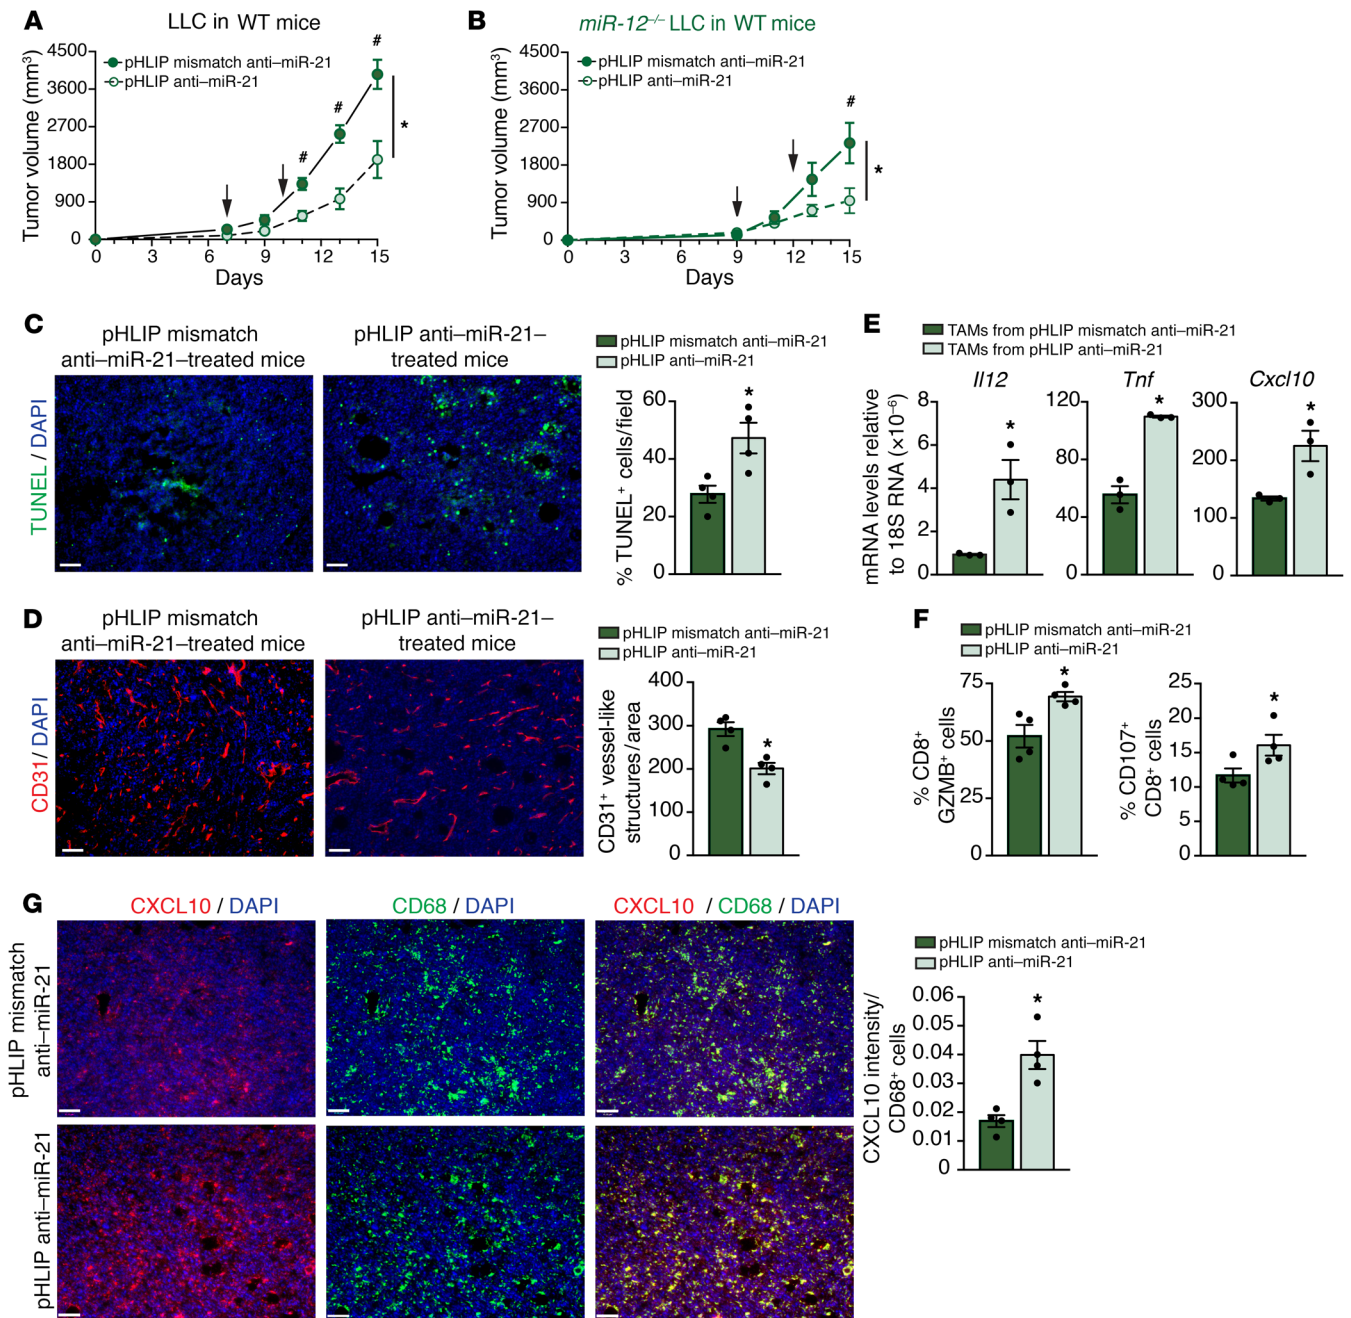 A
LLC in WT mice
Tumor volume (mm³)
4500
3600
2700
1800
900
0
pHLIP mismatch anti–miR-21
pHLIP anti–miR-21
#
#
#
*
0 3 6 9 12 15
Days
B
miR-12–/– LLC in WT mice
Tumor volume (mm³)
4500
3600
2700
1800
900
0
pHLIP mismatch anti–miR-21
pHLIP anti–miR-21
#
*
0 3 6 9 12 15
Days
C
pHLIP mismatch
anti–miR-21–treated mice
pHLIP anti–miR-21–
treated mice
TUNEL / DAPI
pHLIP mismatch anti–miR-21
pHLIP anti–miR-21
% TUNEL⁺ cells/field
60
40
20
0
*
E
TAMs from pHLIP mismatch anti–miR-21
TAMs from pHLIP anti–miR-21
mRNA levels relative
to 18S RNA (×10⁻⁶)
Il12
8
6
4
2
0
*
Tnf
120
80
40
0
*
Cxcl10
300
200
100
0
*
D
pHLIP mismatch
anti–miR-21–treated mice
pHLIP anti–miR-21–
treated mice
CD31/ DAPI
pHLIP mismatch anti–miR-21
pHLIP anti–miR-21
CD31⁺ vessel-like
structures/area
400
300
200
100
0
*
F
pHLIP mismatch anti–miR-21
pHLIP anti–miR-21
% CD8⁺
GZMB⁺ cells
75
50
25
0
*
% CD107⁺
CD8⁺ cells
25
20
15
10
5
0
*
G
CXCL10 / DAPI
CD68 / DAPI
CXCL10 / CD68 / DAPI
pHLIP mismatch
anti–miR-21
pHLIP anti–miR-21
pHLIP mismatch anti–miR-21
pHLIP anti–miR-21
CXCL10 intensity/
CD68⁺ cells
0.06
0.05
0.04
0.03
0.02
0.01
0
*